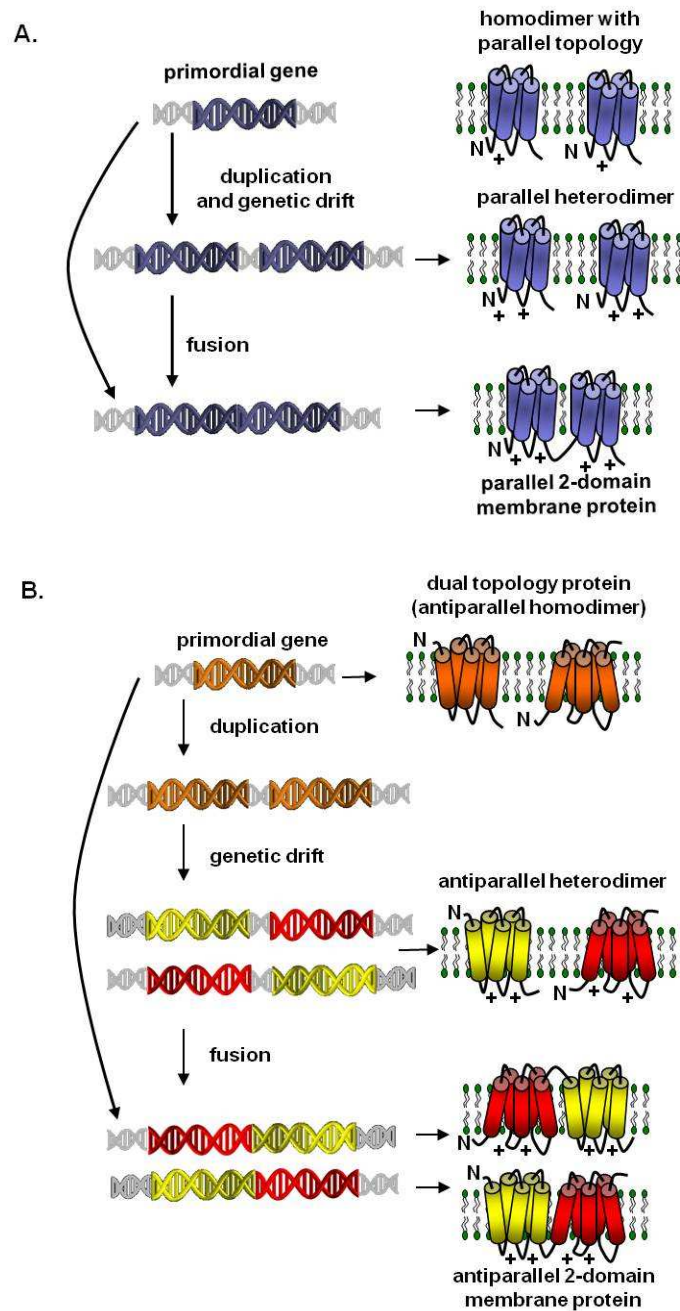 A.
homodimer with
parallel topology
primordial gene
N
+
N
+
duplication
and genetic drift
parallel heterodimer
N
+ +
N
+ +
fusion
N
+ +
+ +
parallel 2-domain
membrane protein
B.
dual topology protein
(antiparallel homodimer)
N
primordial gene
N
duplication
genetic drift
antiparallel heterodimer
N
+ +
N
+ +
fusion
N
+ +
+ +
N
+ +
+ +
antiparallel 2-domain
membrane protein